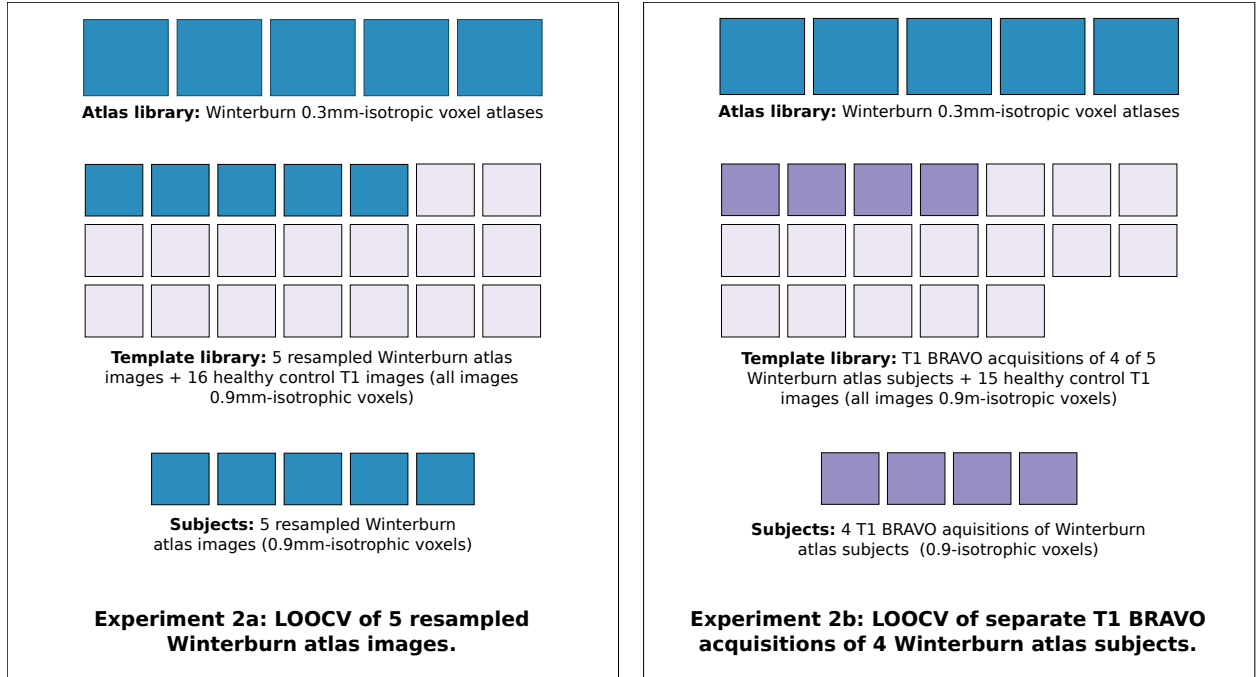 Atlas library: Winterburn 0.3mm-isotropic voxel atlases
Template library: 5 resampled Winterburn atlas
images + 16 healthy control T1 images (all images
0.9mm-isotrophic voxels)
Subjects: 5 resampled Winterburn
atlas images (0.9mm-isotrophic voxels)
Experiment 2a: LOOCV of 5 resampled
Winterburn atlas images.
Atlas library: Winterburn 0.3mm-isotropic voxel atlases
Template library: T1 BRAVO acquisitions of 4 of 5
Winterburn atlas subjects + 15 healthy control T1
images (all images 0.9m-isotropic voxels)
Subjects: 4 T1 BRAVO aquisitions of Winterburn
atlas subjects (0.9-isotrophic voxels)
Experiment 2b: LOOCV of separate T1 BRAVO
acquisitions of 4 Winterburn atlas subjects.